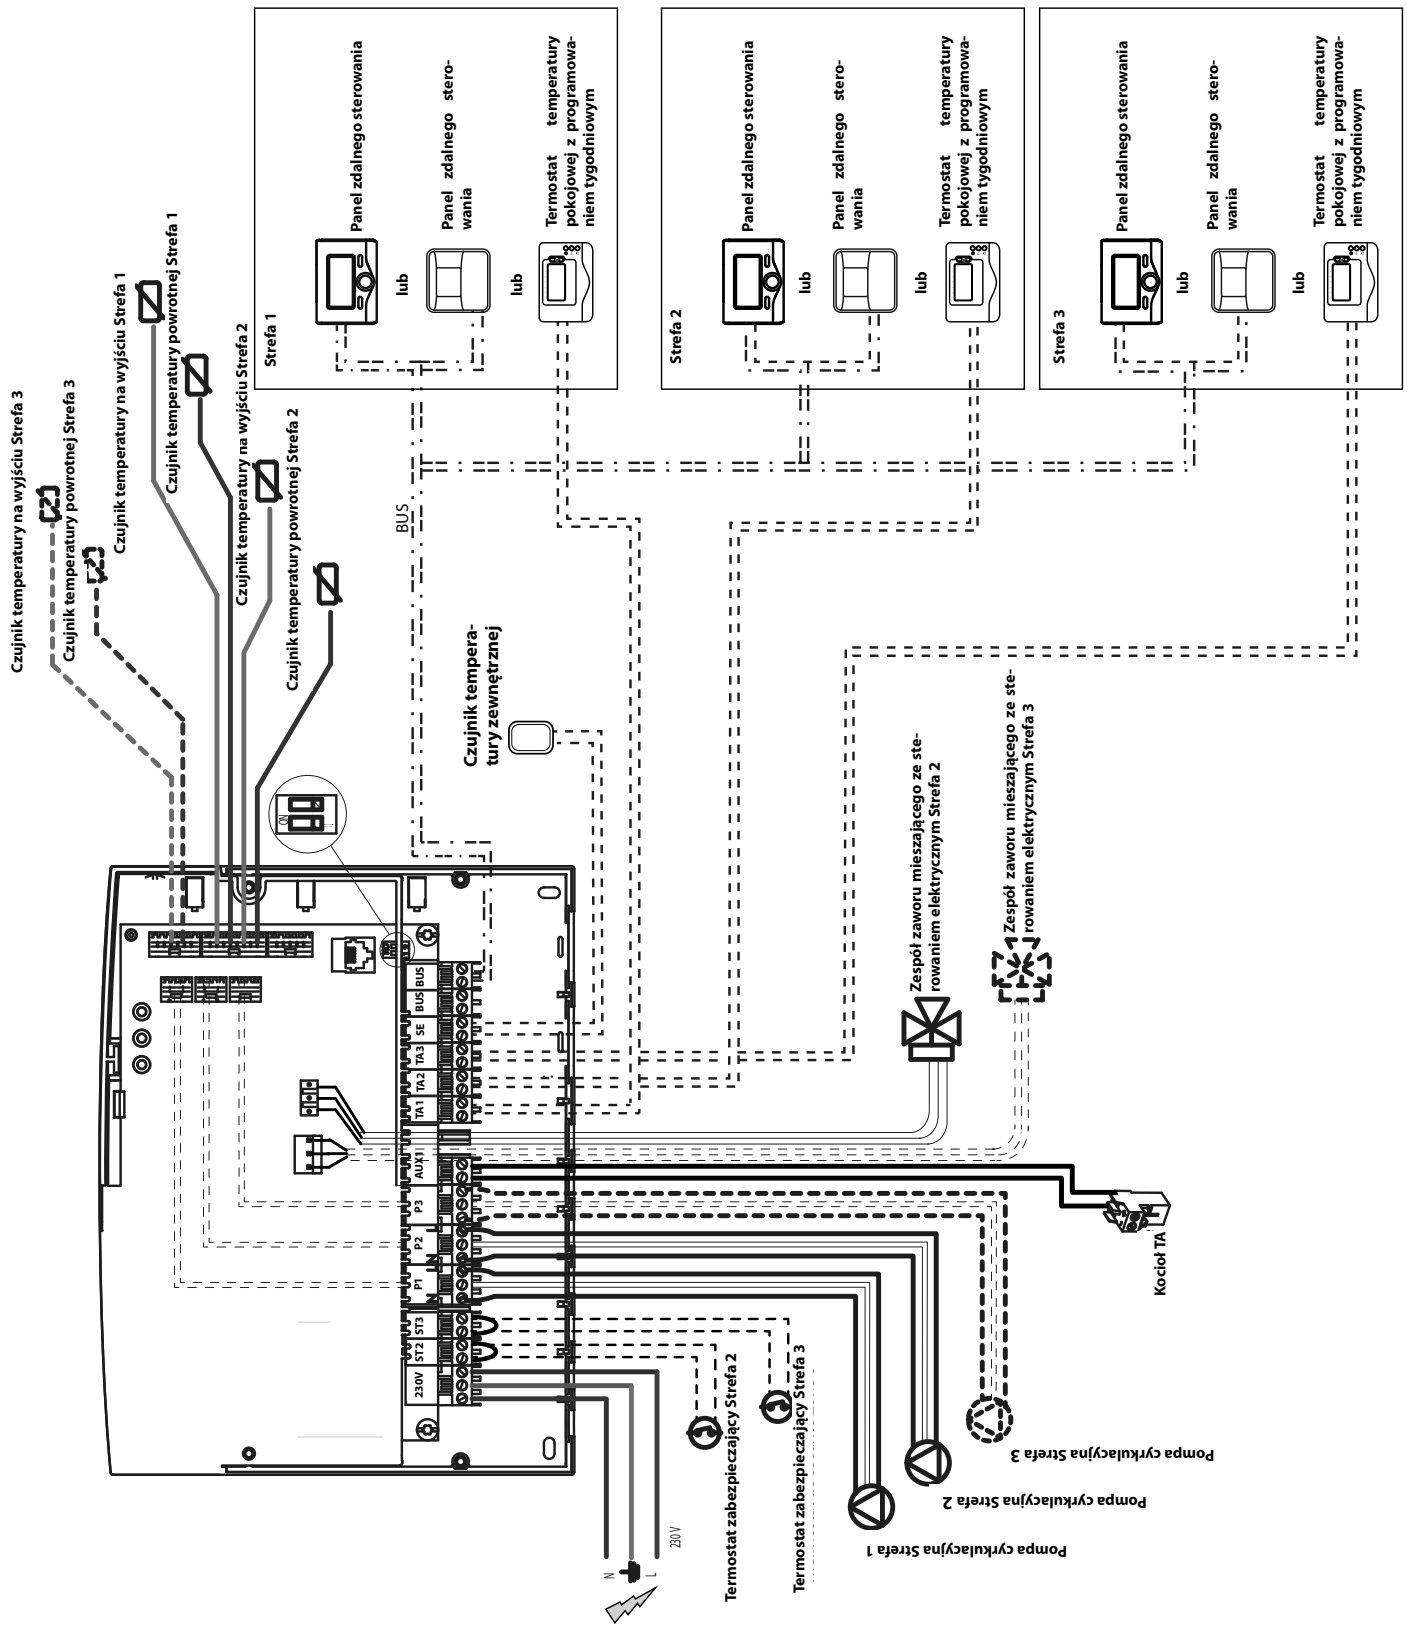 Czujnik temperatury na wyjściu Strefa 3
Czujnik temperatury powrotnej Strefa 3
Czujnik temperatury na wyjściu Strefa 1
Czujnik temperatury powrotnej Strefa 1
Czujnik temperatury na wyjściu Strefa 2
Czujnik temperatury powrotnej Strefa 2
Strefa 1
Panel zdalnego sterowania
lub
Panel zdalnego stero-
wania
lub
Termostat temperatury
pokojowej z programowa-
niem tygodniowym
Strefa 2
Panel zdalnego sterowania
lub
Panel zdalnego stero-
wania
lub
Termostat temperatury
pokojowej z programowa-
niem tygodniowym
Strefa 3
Panel zdalnego sterowania
lub
Panel zdalnego stero-
wania
lub
Termostat temperatury
pokojowej z programowa-
niem tygodniowym
BUS
Czujnik tempera-
tury zewnętrznej
ON
Zespół zaworu mieszającego ze ste-
rowaniem elektrycznym Strefa 2
Zespół zaworu mieszającego ze ste-
rowaniem elektrycznym Strefa 3
230V
ST2
ST3
P1
P2
P3
AUX1
TA1
TA2
TA3
SE
BUS
BUS
N
N
Kocioł TA
N
L
230 V
Termostat zabezpieczający Strefa 2
Termostat zabezpieczający Strefa 3
Pompa cyrkulacyjna Strefa 1
Pompa cyrkulacyjna Strefa 2
Pompa cyrkulacyjna Strefa 3